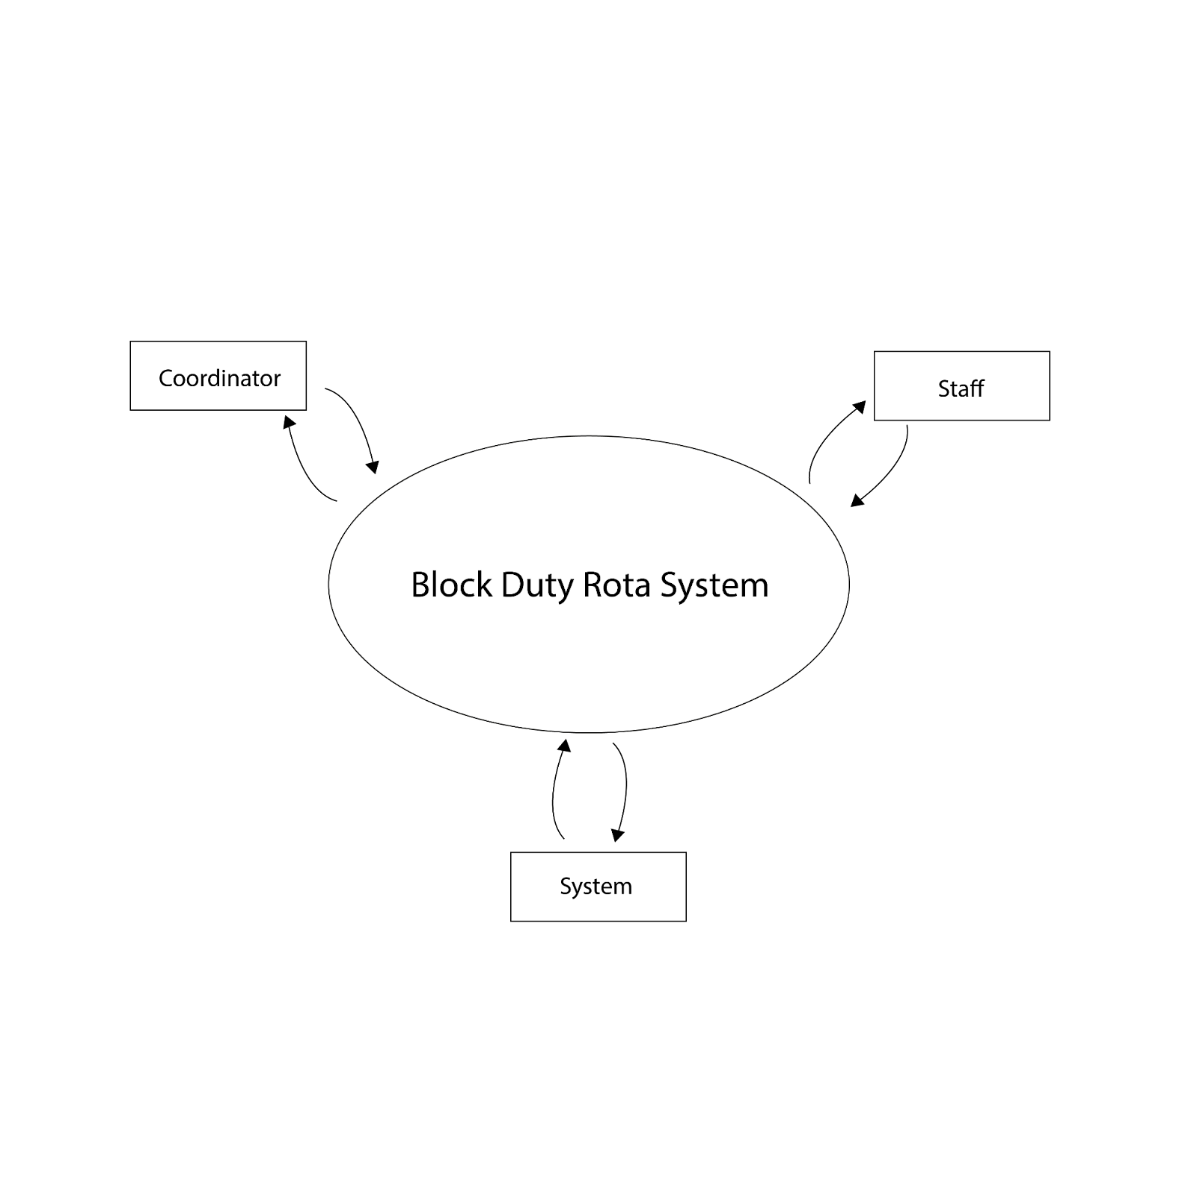 Coordinator
Staff
Block Duty Rota System
System